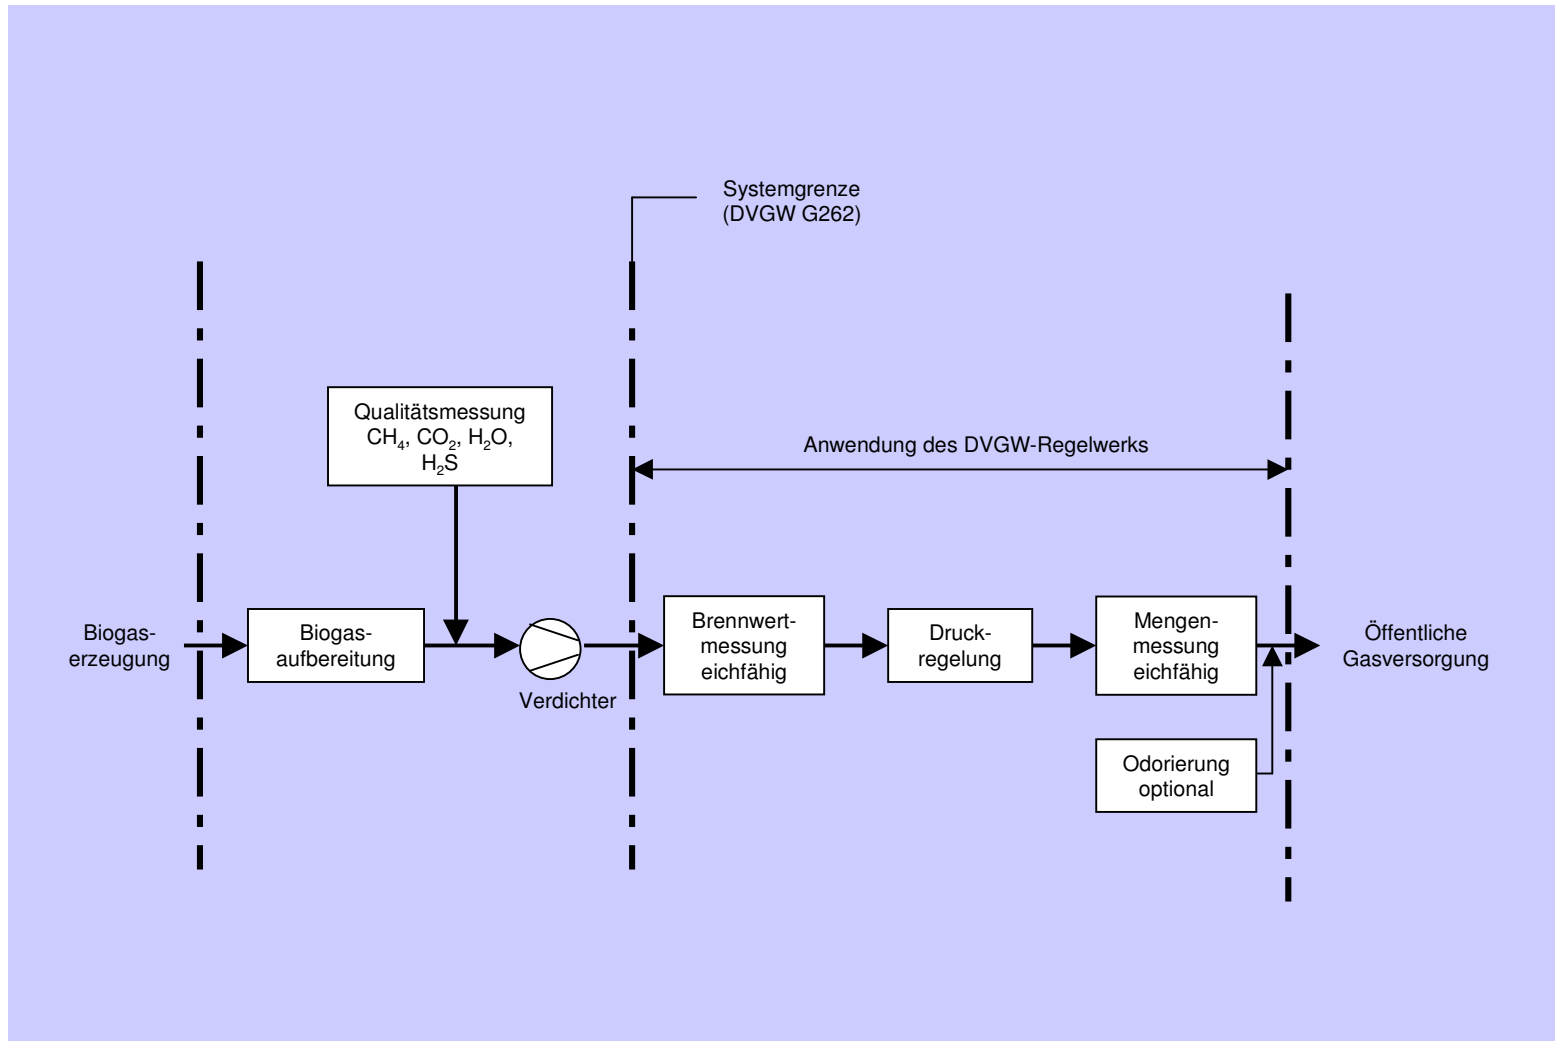 Systemgrenze
(DVGW G262)
Qualitätsmessung
CH₄, CO₂, H₂O,
H₂S
Anwendung des DVGW-Regelwerks
Biogas-
erzeugung
Biogas-
aufbereitung
Verdichter
Brennwert-
messung
eichfähig
Druck-
regelung
Mengen-
messung
eichfähig
Öffentliche
Gasversorgung
Odorierung
optional